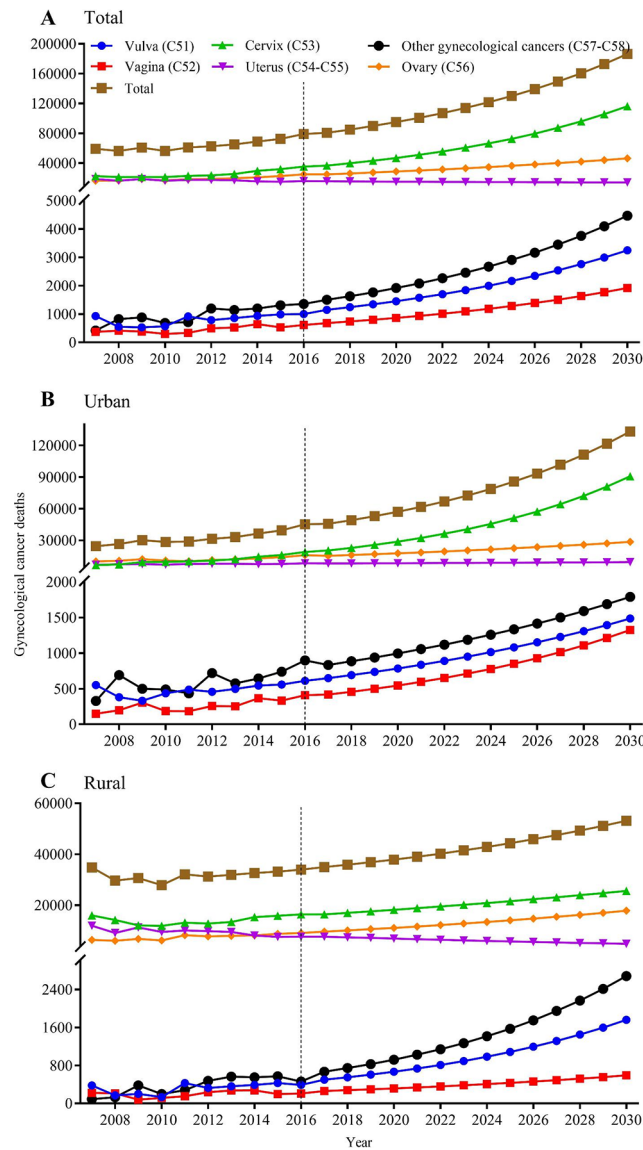 A Total
Vulva (C51) Cervix (C53) Other gynecological cancers (C57-C58)
Vagina (C52) Uterus (C54-C55) Ovary (C56)
Total
200000
160000
120000
80000
40000
5000
4000
3000
2000
1000
0
2008 2010 2012 2014 2016 2018 2020 2022 2024 2026 2028 2030
B Urban
Gynecological cancer deaths
120000
90000
60000
30000
2000
1500
1000
500
0
2008 2010 2012 2014 2016 2018 2020 2022 2024 2026 2028 2030
C Rural
60000
40000
20000
2400
1600
800
0
2008 2010 2012 2014 2016 2018 2020 2022 2024 2026 2028 2030
Year